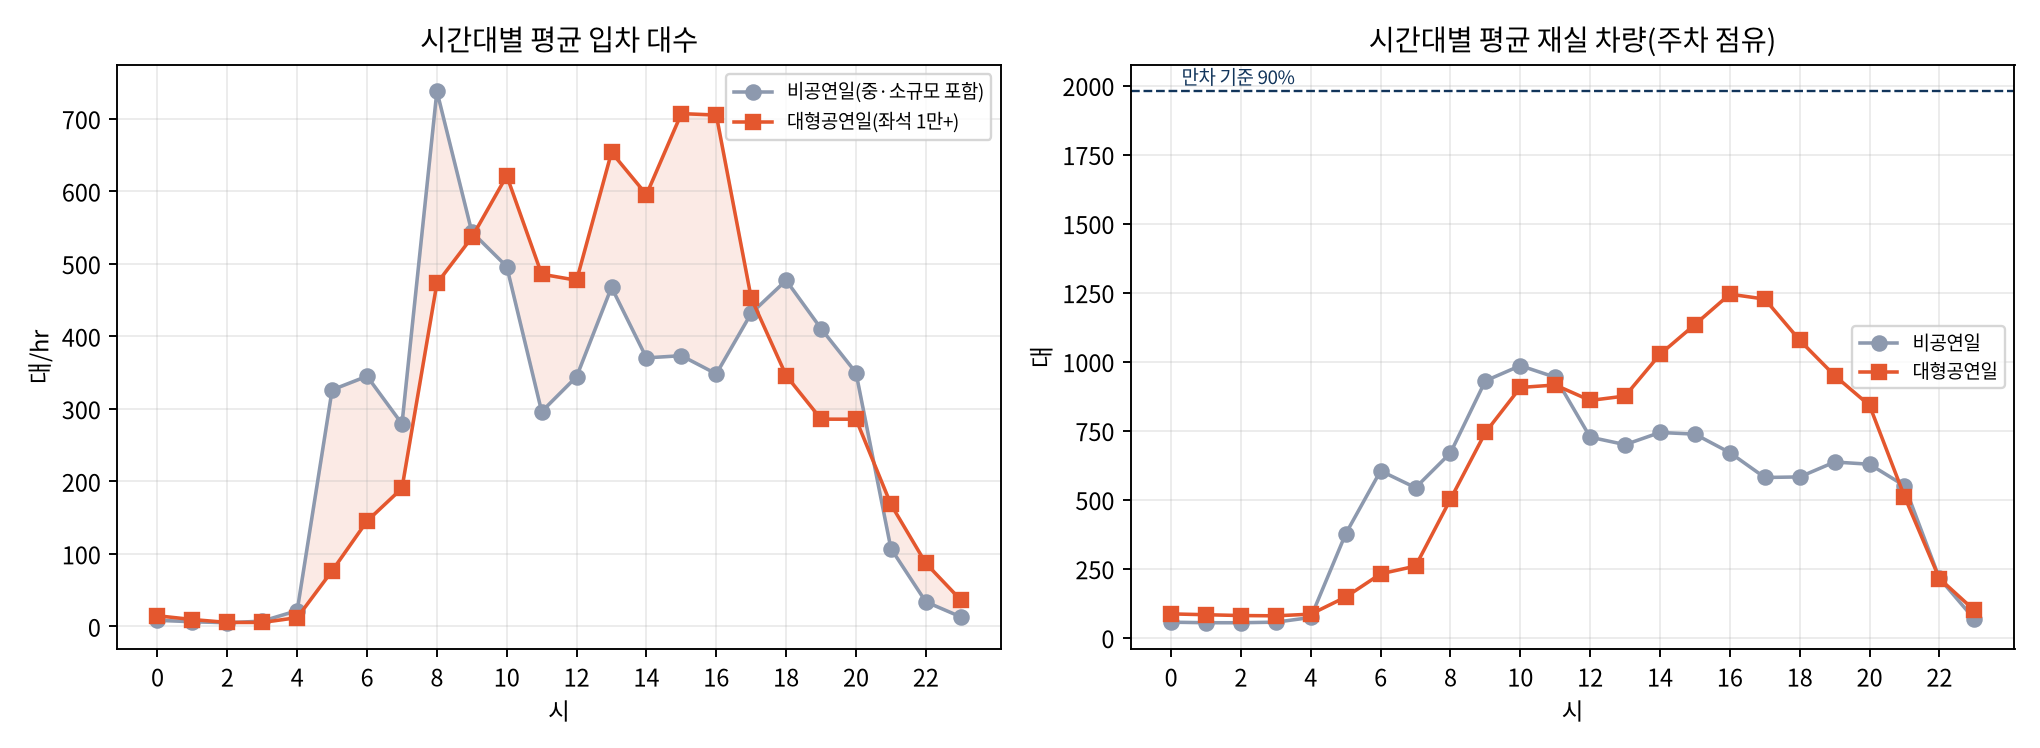 시간대별 평균 입차 대수
비공연일(중·소규모 포함)
대형공연일(좌석 1만+)
700
600
500
400
300
200
100
0
대/hr
0 2 4 6 8 10 12 14 16 18 20 22
시
시간대별 평균 재실 차량(주차 점유)
만차 기준 90%
2000
1750
1500
1250
1000
750
500
250
0
대
비공연일
대형공연일
0 2 4 6 8 10 12 14 16 18 20 22
시